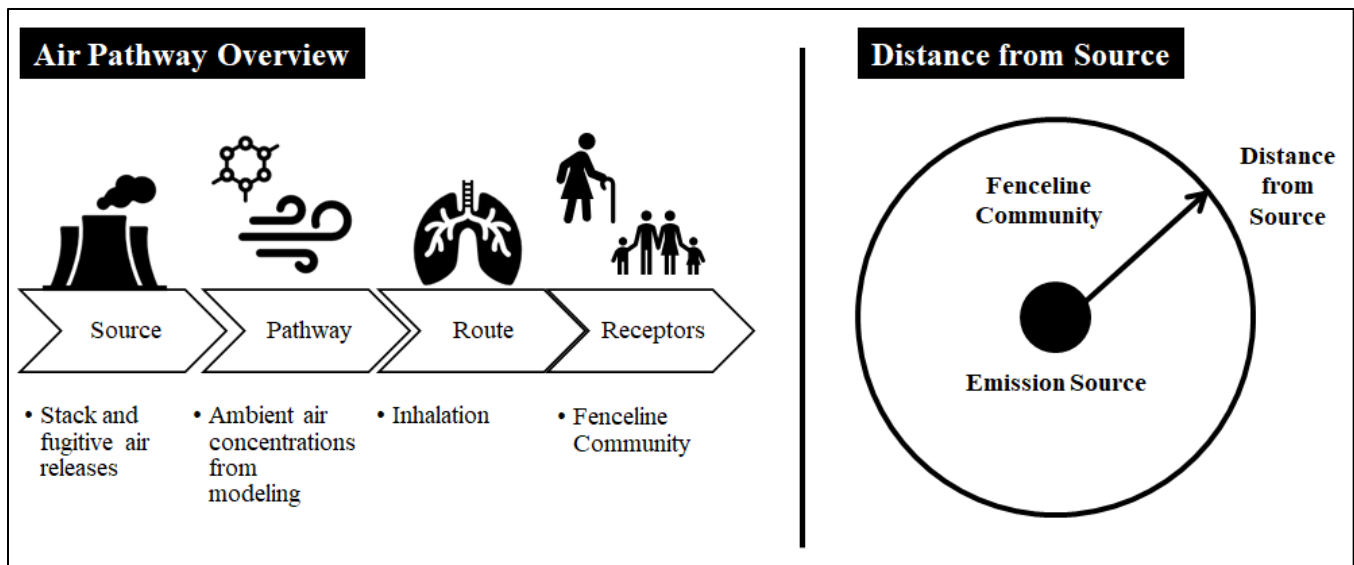 Air Pathway Overview
Source
Pathway
Route
Receptors
• Stack and
fugitive air
releases
• Ambient air
concentrations
from
modeling
• Inhalation
• Fenceline
Community
Distance from Source
Fenceline
Community
Distance
from
Source
Emission Source